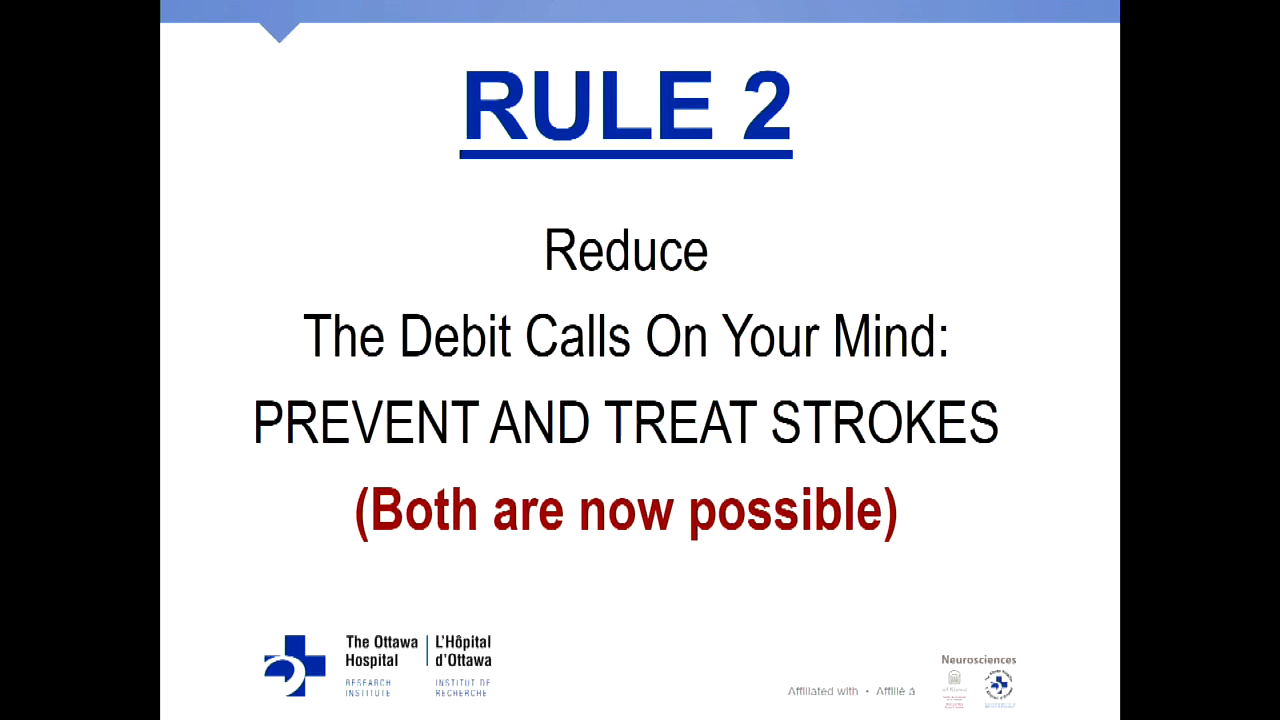 RULE 2
Reduce
The Debit Calls On Your Mind:
PREVENT AND TREAT STROKES
(Both are now possible)
The Ottawa Hospital
RESEARCH INSTITUTE
L'Hôpital d'Ottawa
INSTITUT DE RECHERCHE
Neurosciences
Affiliated with • Affilié à